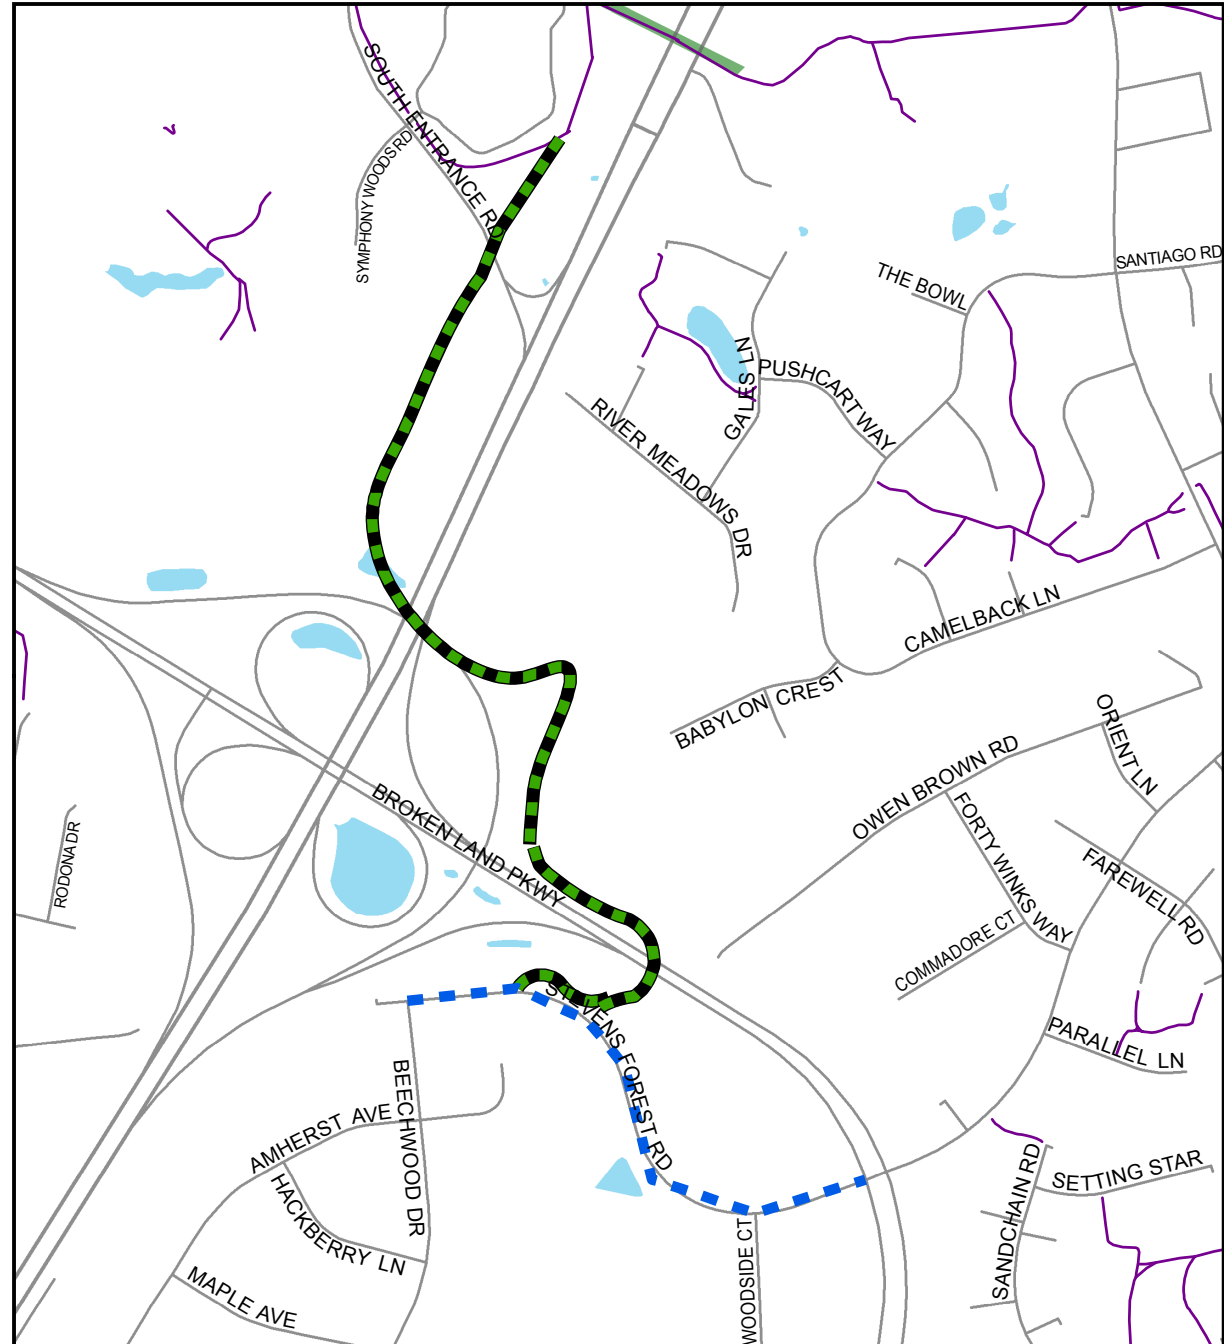 SOUTH ENTRANCE RD
SYMPHONY WOODS RD
SANTIAGO RD
THE BOWL
GALES LN
PUSHCART WAY
RIVER MEADOWS DR
CAMELBACK LN
BABYLON CREST
ORIENT LN
OWEN BROWN RD
BROKEN LAND PKWY
RODONA DR
FORTY WINKS WAY
FAREWELL RD
COMMADORE CT
STEVENS FOREST RD
PARALLEL LN
BEECHWOOD DR
AMHERST AVE
SETTING STAR
SANDCHAIN RD
HACKBERRY LN
WOODSIDE CT
MAPLE AVE